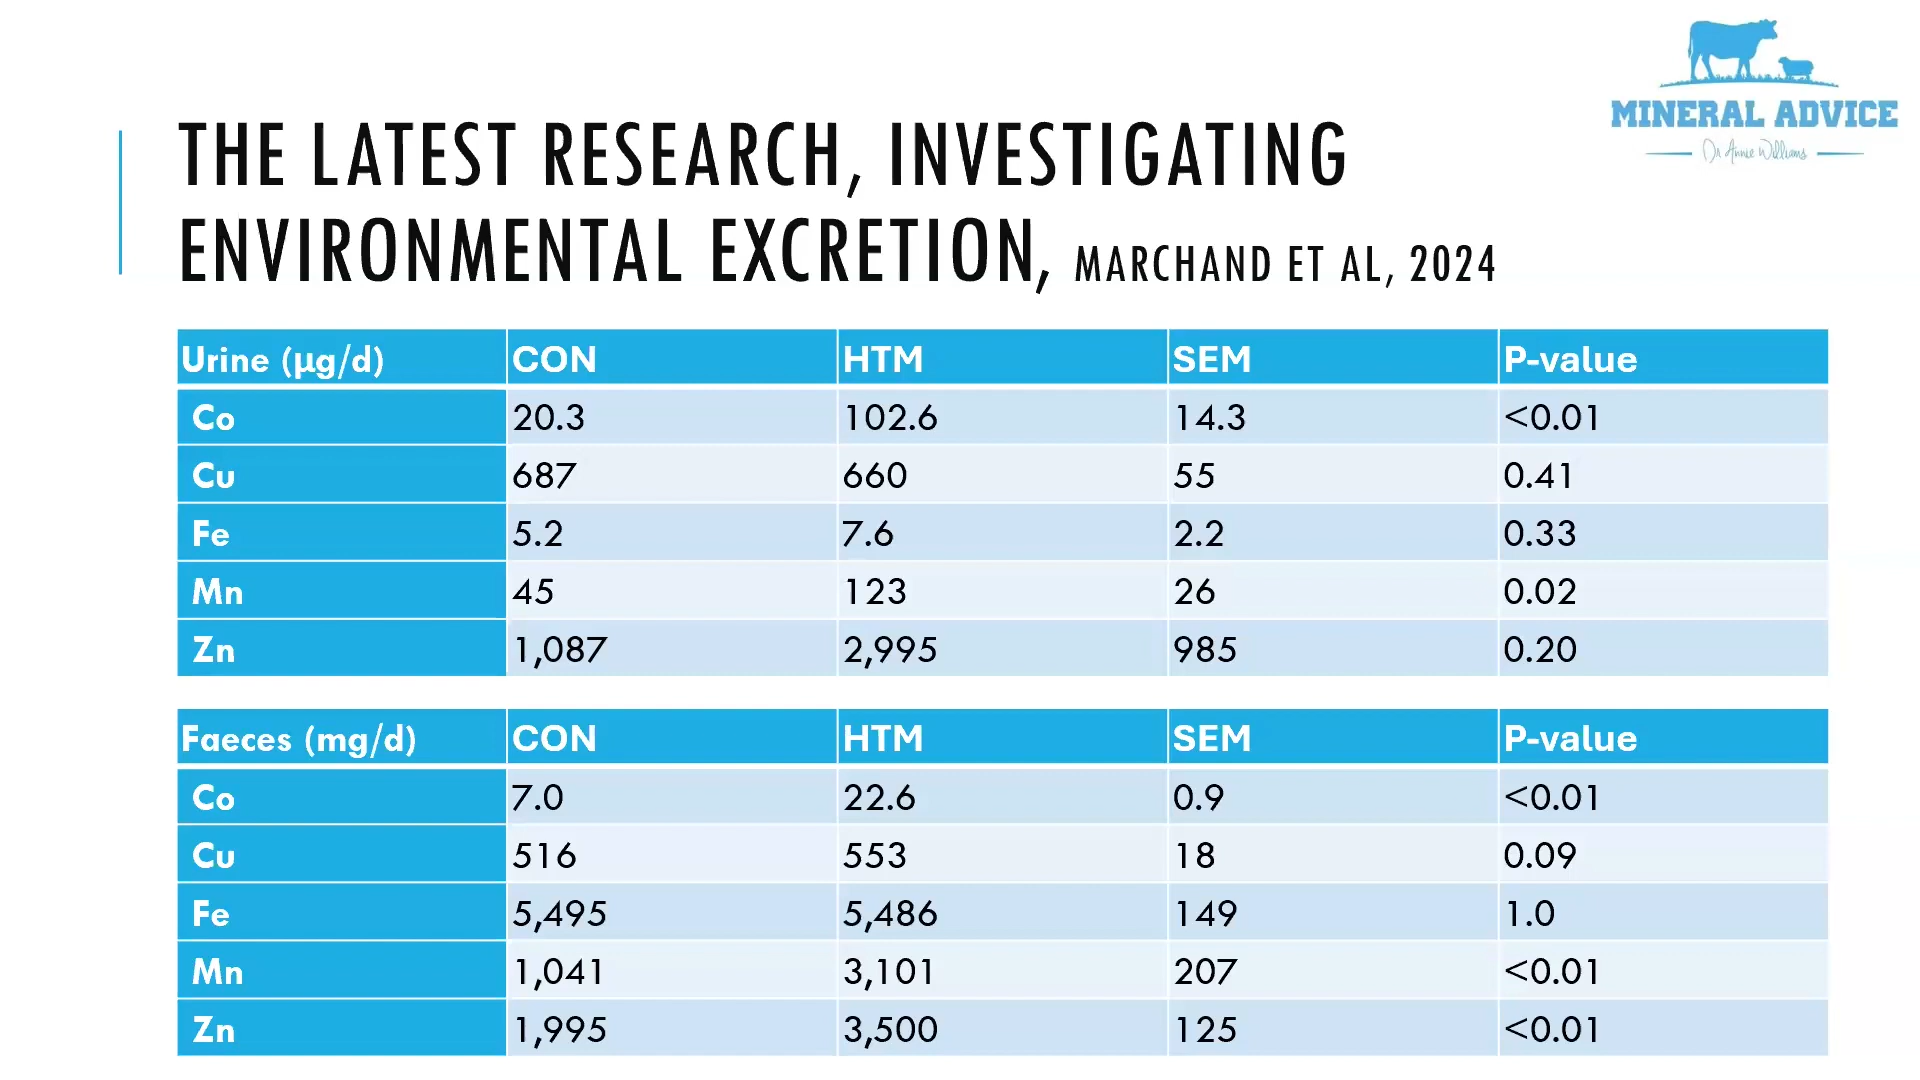 MINERAL ADVICE
Dr Annie Williams
THE LATEST RESEARCH, INVESTIGATING
ENVIRONMENTAL EXCRETION, MARCHAND ET AL, 2024
Urine (µg/d) CON HTM SEM P-value
Co 20.3 102.6 14.3 <0.01
Cu 687 660 55 0.41
Fe 5.2 7.6 2.2 0.33
Mn 45 123 26 0.02
Zn 1,087 2,995 985 0.20
Faeces (mg/d) CON HTM SEM P-value
Co 7.0 22.6 0.9 <0.01
Cu 516 553 18 0.09
Fe 5,495 5,486 149 1.0
Mn 1,041 3,101 207 <0.01
Zn 1,995 3,500 125 <0.01